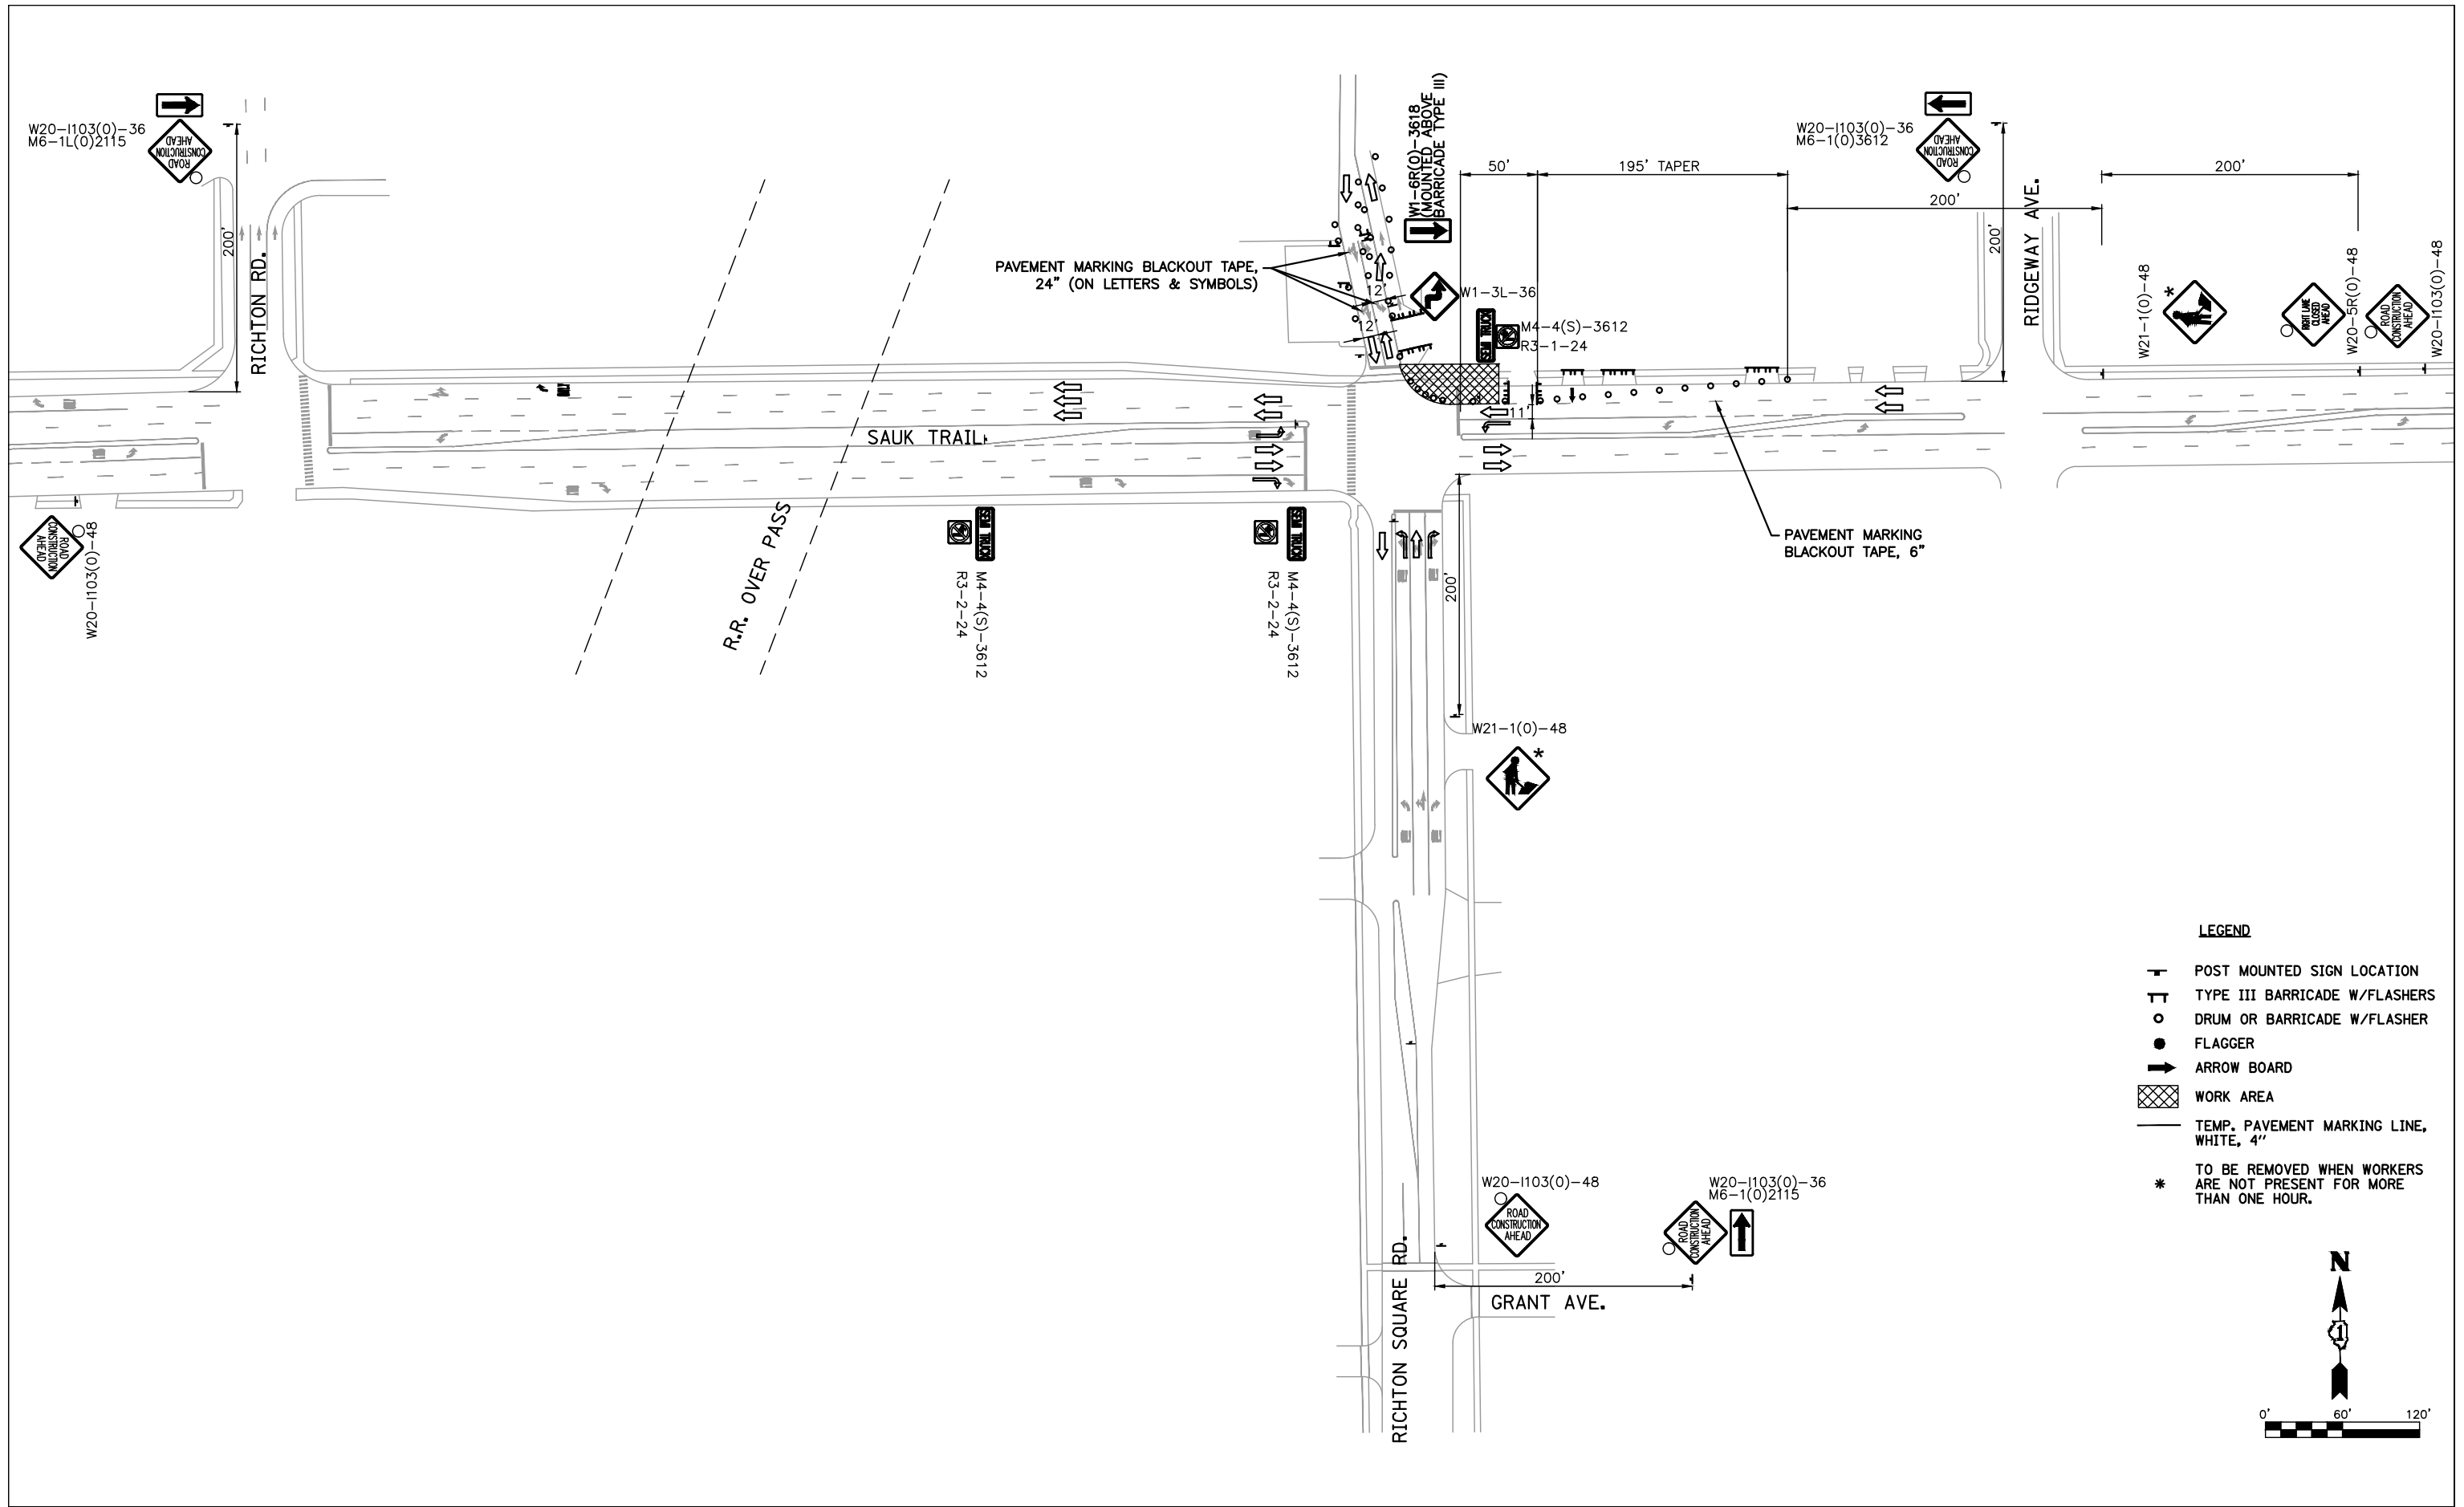 W20-I103(0)-36
M6-1L(0)2115
ROAD
CONSTRUCTION
AHEAD
200'
RICHTON RD.
W1-6R(0)-3618
(MOUNTED ABOVE
BARRICADE TYPE III)
PAVEMENT MARKING BLACKOUT TAPE,
24" (ON LETTERS & SYMBOLS)
12'
12'
W1-3L-36
SEMI TRUCK
M4-4(S)-3612
R3-1-24
50'
195' TAPER
200'
200'
W20-I103(0)-36
M6-1(0)3612
ROAD
CONSTRUCTION
AHEAD
200'
RIDGEWAY AVE.
W21-1(0)-48
*
RIGHT LANE
CLOSED
AHEAD
W20-5R(0)-48
ROAD
CONSTRUCTION
AHEAD
W20-I103(0)-48
11'
SAUK TRAIL
R.R. OVER PASS
ROAD
CONSTRUCTION
AHEAD
W20-I103(0)-48
SEMI TRUCK
M4-4(S)-3612
R3-2-24
SEMI TRUCK
M4-4(S)-3612
R3-2-24
PAVEMENT MARKING
BLACKOUT TAPE, 6"
200'
W21-1(0)-48
*
W20-I103(0)-48
ROAD
CONSTRUCTION
AHEAD
W20-I103(0)-36
M6-1(0)2115
ROAD
CONSTRUCTION
AHEAD
200'
GRANT AVE.
RICHTON SQUARE RD.
LEGEND
POST MOUNTED SIGN LOCATION
TYPE III BARRICADE W/FLASHERS
DRUM OR BARRICADE W/FLASHER
FLAGGER
ARROW BOARD
WORK AREA
TEMP. PAVEMENT MARKING LINE,
WHITE, 4"
* TO BE REMOVED WHEN WORKERS
ARE NOT PRESENT FOR MORE
THAN ONE HOUR.
N
1
0' 60' 120'